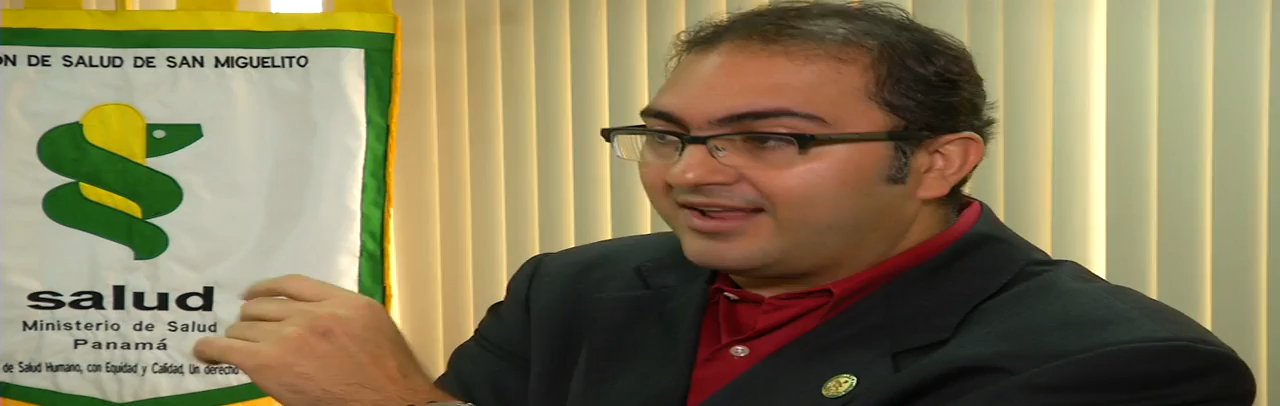 ON DE SALUD DE SAN MIGUELITO
salud
Ministerio de Salud
Panamá
de Salud Humano, con Equidad y Calidad, Un derecho